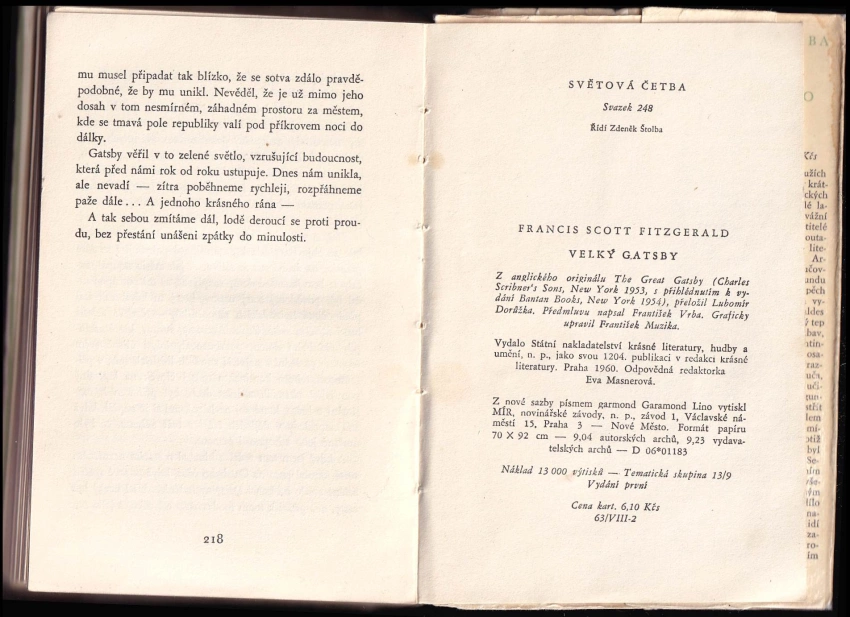 mu musel připadat tak blízko, že se sotva zdálo pravdě-
podobné, že by mu unikl. Nevěděl, že je už mimo jeho
dosah v tom nesmírném, záhadném prostoru za městem,
kde se tmavá pole republiky valí pod příkrovem noci do
dálky.
Gatsby věřil v to zelené světlo, vzrušující budoucnost,
která před námi rok od roku ustupuje. Dnes nám unikla,
ale nevadí — zítra poběhneme rychleji, rozpřáhneme
paže dále... A jednoho krásného rána —
A tak sebou zmítáme dál, lodě deroucí se proti prou-
du, bez přestání unášeni zpátky do minulosti.
218
SVĚTOVÁ ČETBA
Svazek 248
Řídí Zdeněk Štolba
FRANCIS SCOTT FITZGERALD
VELKÝ GATSBY
Z anglického originálu The Great Gatsby (Charles
Scribner's Sons, New York 1953, s přihlédnutím k vy-
dání Bantan Books, New York 1954), přeložil Lubomír
Dorůžka. Předmluvu napsal František Vrba. Graficky
upravil František Muzika.
Vydalo Státní nakladatelství krásné literatury, hudby a
umění, n. p., jako svou 1204. publikaci v redakci krásné
literatury. Praha 1960. Odpovědná redaktorka
Eva Masnerová.
Z nové sazby písmem garmond Garamond Lino vytiskl
MÍR, novinářské závody, n. p., závod 1, Václavské ná-
městí 15, Praha 3 — Nové Město. Formát papíru
70 X 92 cm — 9,04 autorských archů, 9,23 vydava-
telských archů — D 06*01183
Náklad 13 000 výtisků — Tematická skupina 13/9
Vydání první
Cena kart. 6,10 Kčs
63/VIII-2